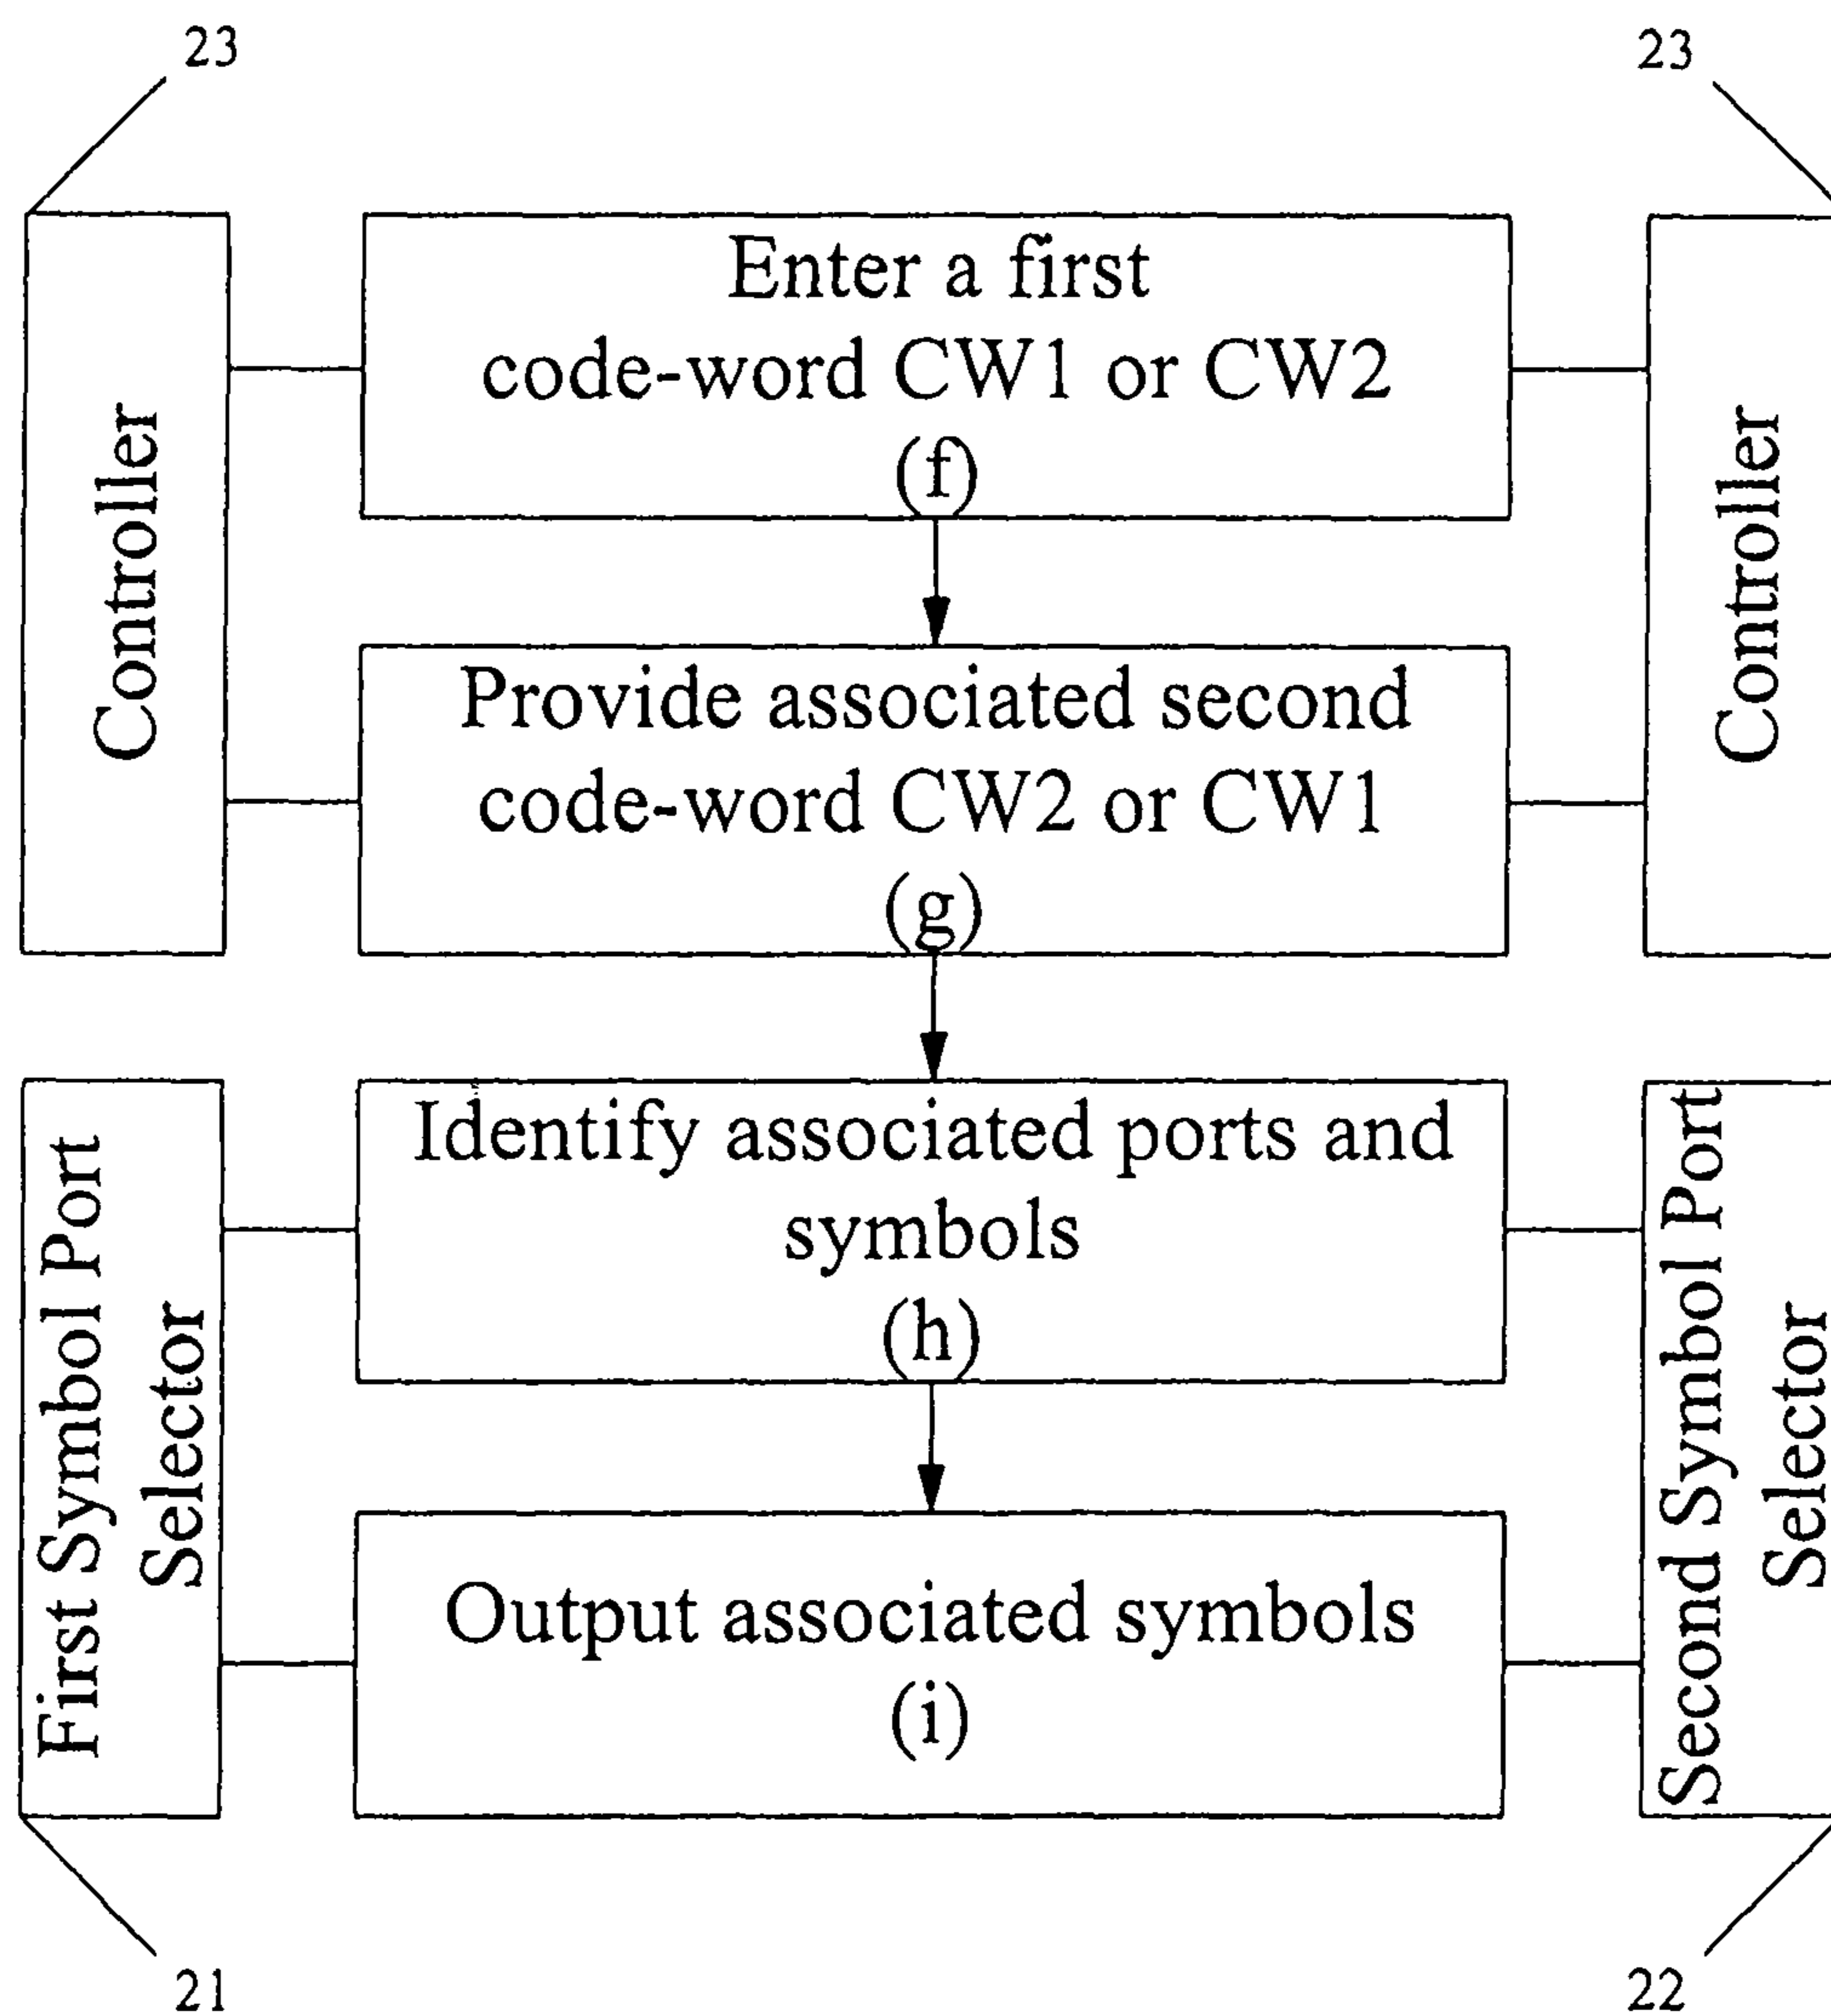 23
23
Controller
Enter a first
code-word CW1 or CW2
(f)
Controller
Provide associated second
code-word CW2 or CW1
(g)
First Symbol Port
Selector
Identify associated ports and
symbols
(h)
Second Symbol Port
Selector
Output associated symbols
(i)
21
22